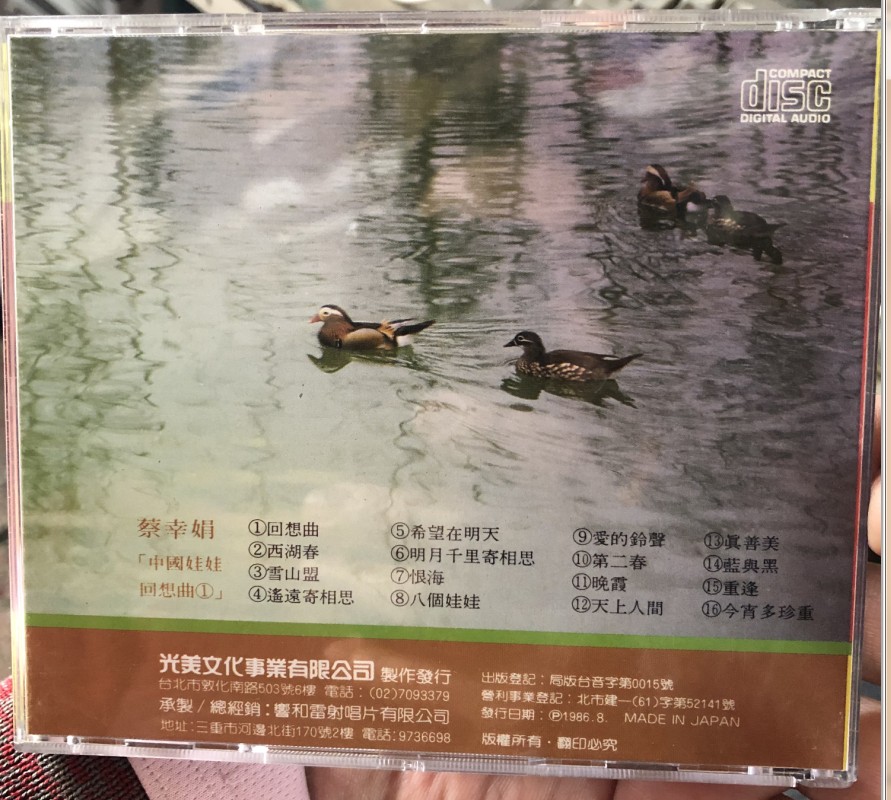 COMPACT
disc
DIGITAL AUDIO
蔡幸娟
「中國娃娃
回想曲①」
①回想曲
②西湖春
③雪山盟
④遙遠寄相思
⑤希望在明天
⑥明月千里寄相思
⑦恨海
⑧八個娃娃
⑨愛的鈴聲
⑩第二春
⑪晚霞
⑫天上人間
⑬眞善美
⑭藍與黑
⑮重逢
⑯今宵多珍重
光美文化事業有限公司 製作發行
台北市敦化南路503號6樓 電話：(02)7093379
承製／總經銷：響和雷射唱片有限公司
地址：三重市河邊北街170號2樓 電話：9736698
出版登記：局版台音字第0015號
營利事業登記：北市建一(61)字第52141號
發行日期：Ⓟ1986.8. MADE IN JAPAN
版權所有・翻印必究